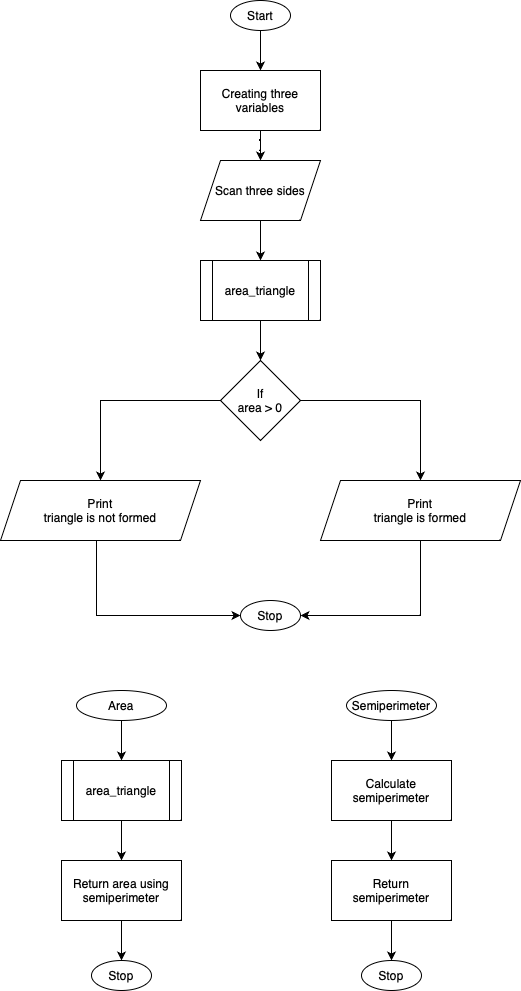 Start
Creating three
variables
Scan three sides
area_triangle
If
area > 0
Print
triangle is not formed
Print
triangle is formed
Stop
Area
area_triangle
Return area using
semiperimeter
Stop
Semiperimeter
Calculate
semiperimeter
Return
semiperimeter
Stop